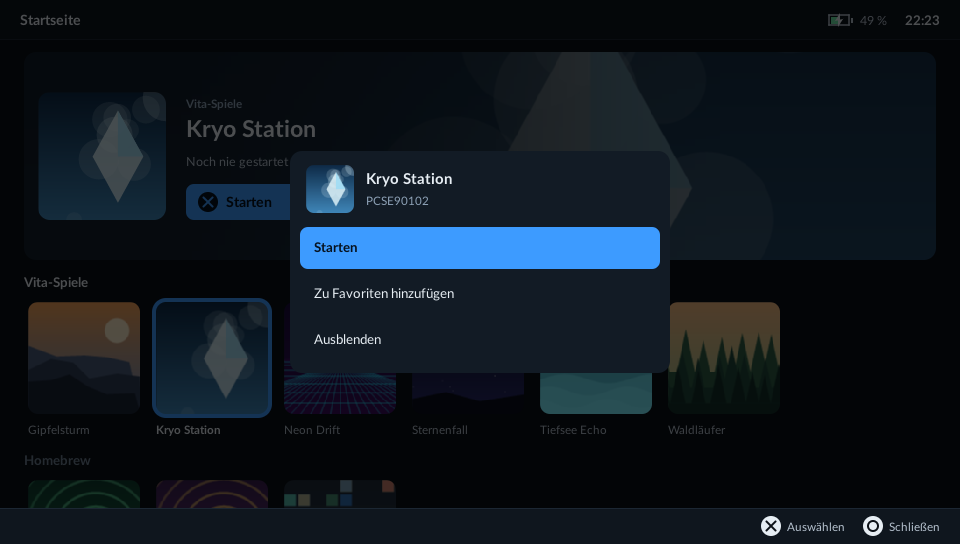 Startseite
49 %
22:23
Vita-Spiele
Kryo Station
Noch nie gestartet
Starten
Kryo Station
PCSE90102
Starten
Zu Favoriten hinzufügen
Ausblenden
Vita-Spiele
Gipfelsturm
Kryo Station
Neon Drift
Sternenfall
Tiefsee Echo
Waldläufer
Homebrew
Auswählen
Schließen